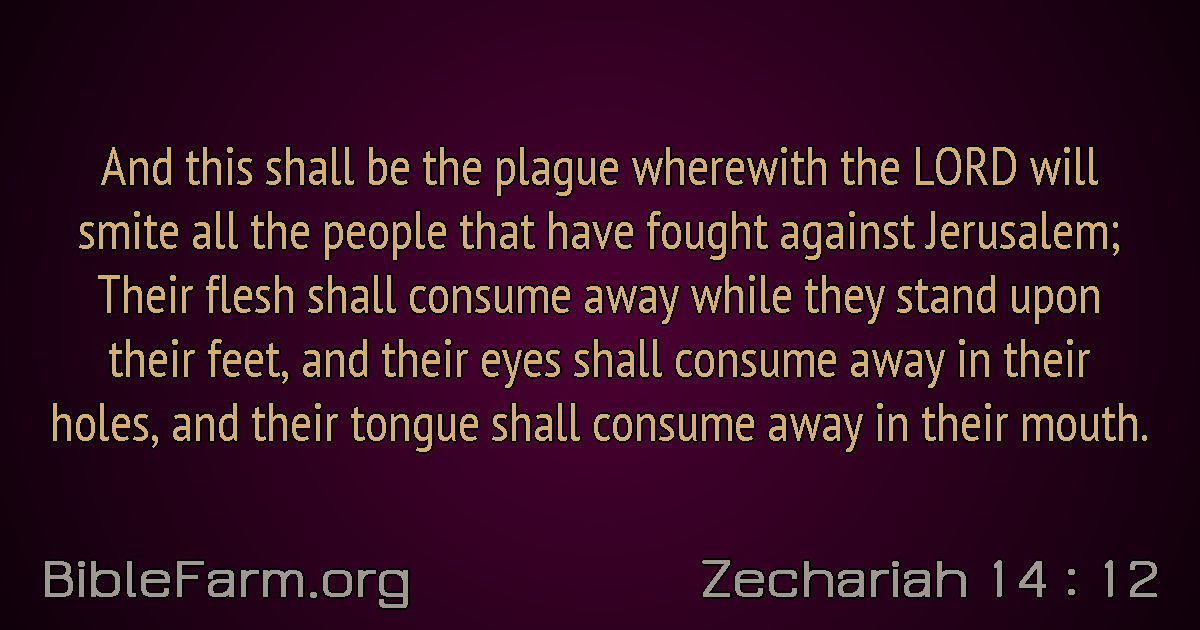 And this shall be the plague wherewith the LORD will
smite all the people that have fought against Jerusalem;
Their flesh shall consume away while they stand upon
their feet, and their eyes shall consume away in their
holes, and their tongue shall consume away in their mouth.
BibleFarm.org
Zechariah 14 : 12